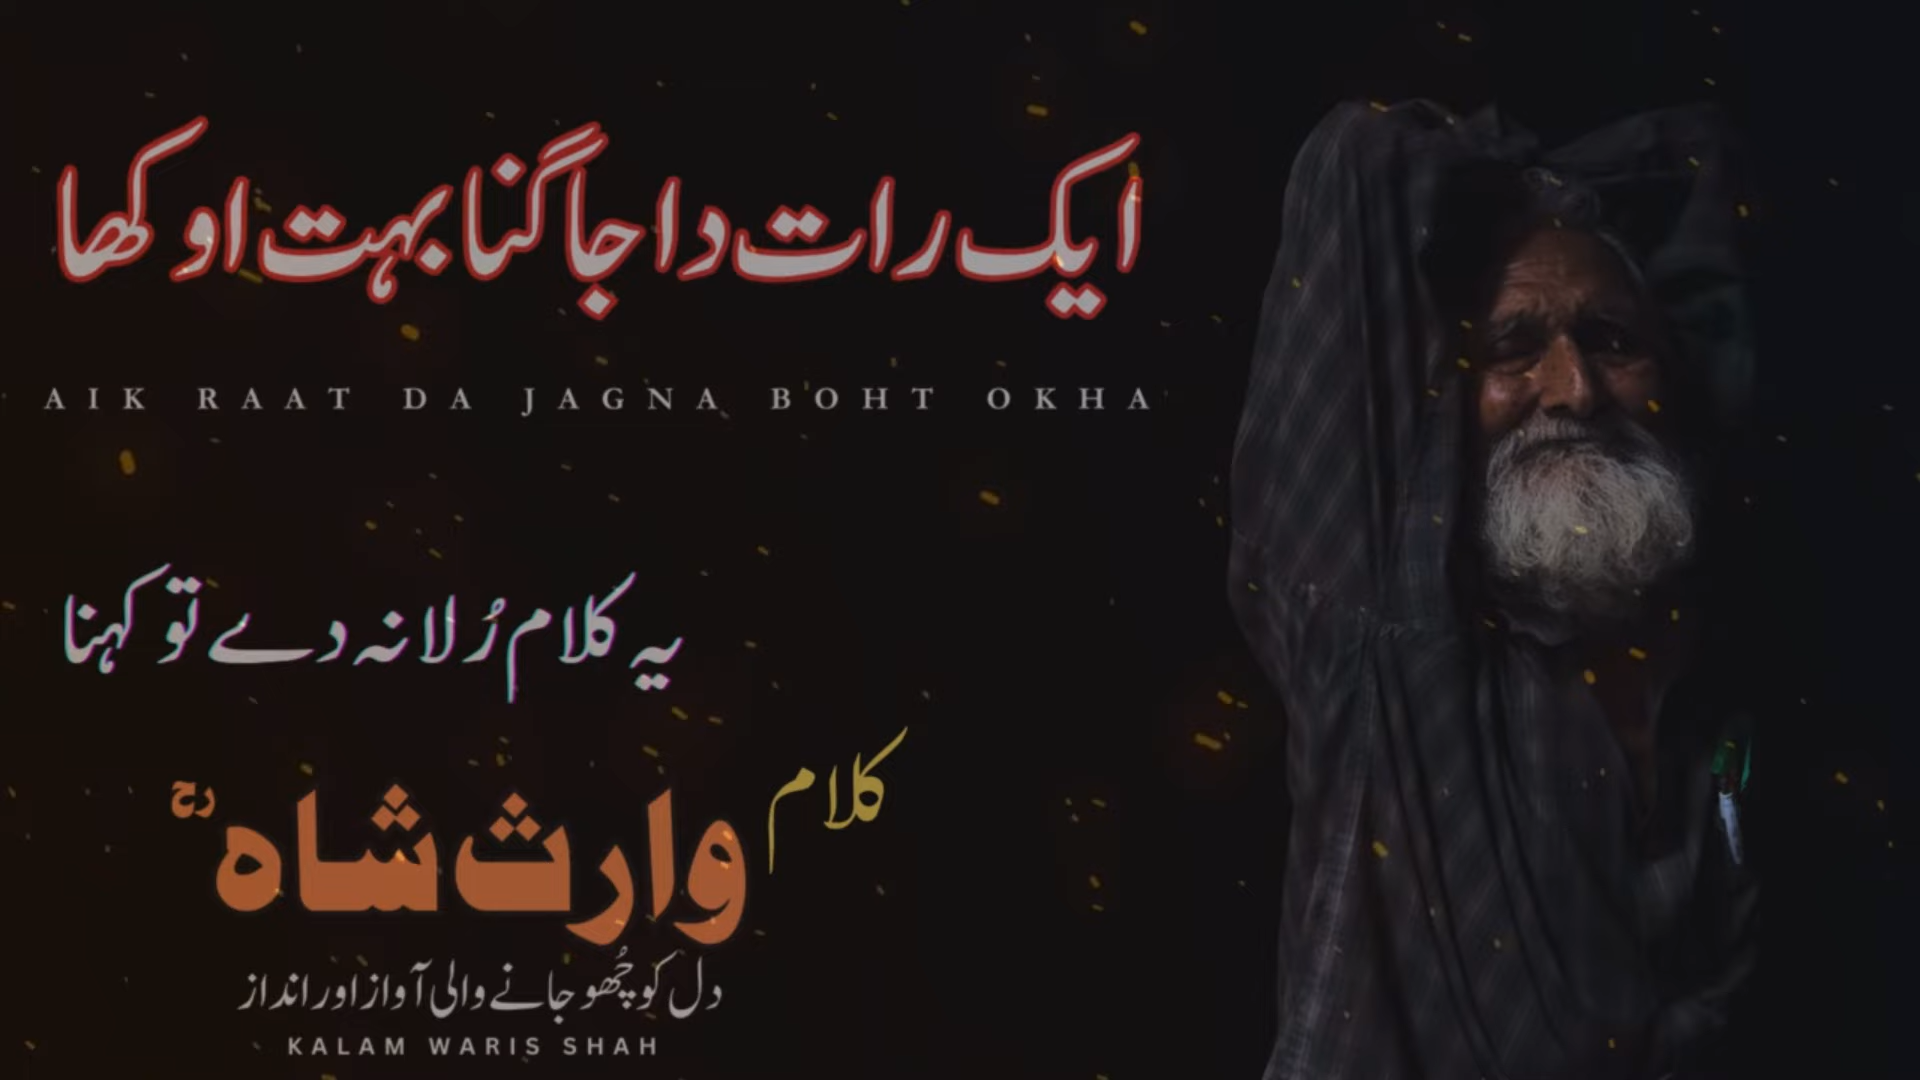 ایک رات دا جاگنا بہت اوکھا
AIK RAAT DA JAGNA BOHT OKHA
یہ کلام رُلا نہ دے تو کہنا
کلام
وارث شاہ رح
دل کو چُھو جانے والی آواز اور انداز
KALAM WARIS SHAH